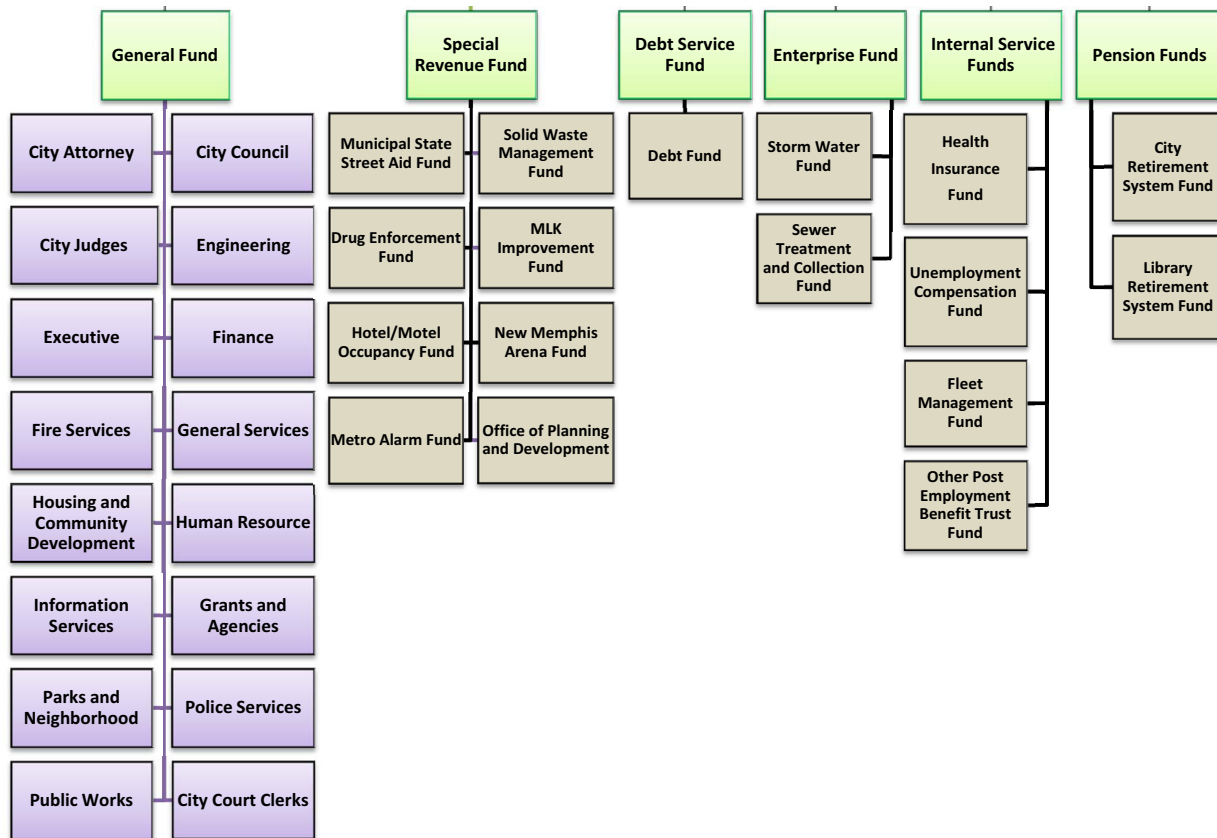 General Fund
Special
Revenue Fund
Debt Service
Fund
Enterprise Fund
Internal Service
Funds
Pension Funds
City Attorney
City Council
City Judges
Engineering
Executive
Finance
Fire Services
General Services
Housing and
Community
Development
Human Resource
Information
Services
Grants and
Agencies
Parks and
Neighborhood
Police Services
Public Works
City Court Clerks
Municipal State
Street Aid Fund
Solid Waste
Management
Fund
Drug Enforcement
Fund
MLK
Improvement
Fund
Hotel/Motel
Occupancy Fund
New Memphis
Arena Fund
Metro Alarm Fund
Office of Planning
and Development
Debt Fund
Storm Water
Fund
Sewer
Treatment
and Collection
Fund
Health
Insurance
Fund
Unemployment
Compensation
Fund
Fleet
Management
Fund
Other Post
Employment
Benefit Trust
Fund
City
Retirement
System Fund
Library
Retirement
System Fund